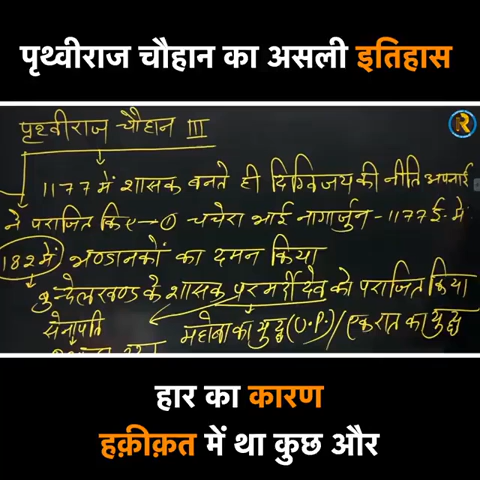 पृथ्वीराज चौहान का असली इतिहास
R
पृथ्वीराज चौहान III
1177 में शासक बनते ही दिग्विजय की नीति अपनाई
ने पराजित किए → ① चचेरा भाई नागार्जुन - 1177 ई. में
1182 में भण्डानकों का दमन किया
बुन्देलखण्ड के शासक परमर्दीदेव को पराजित किया
सेनापति महोबा का युद्ध (U.P.) / एक रात का युद्ध
हार का कारण
हक़ीक़त में था कुछ और